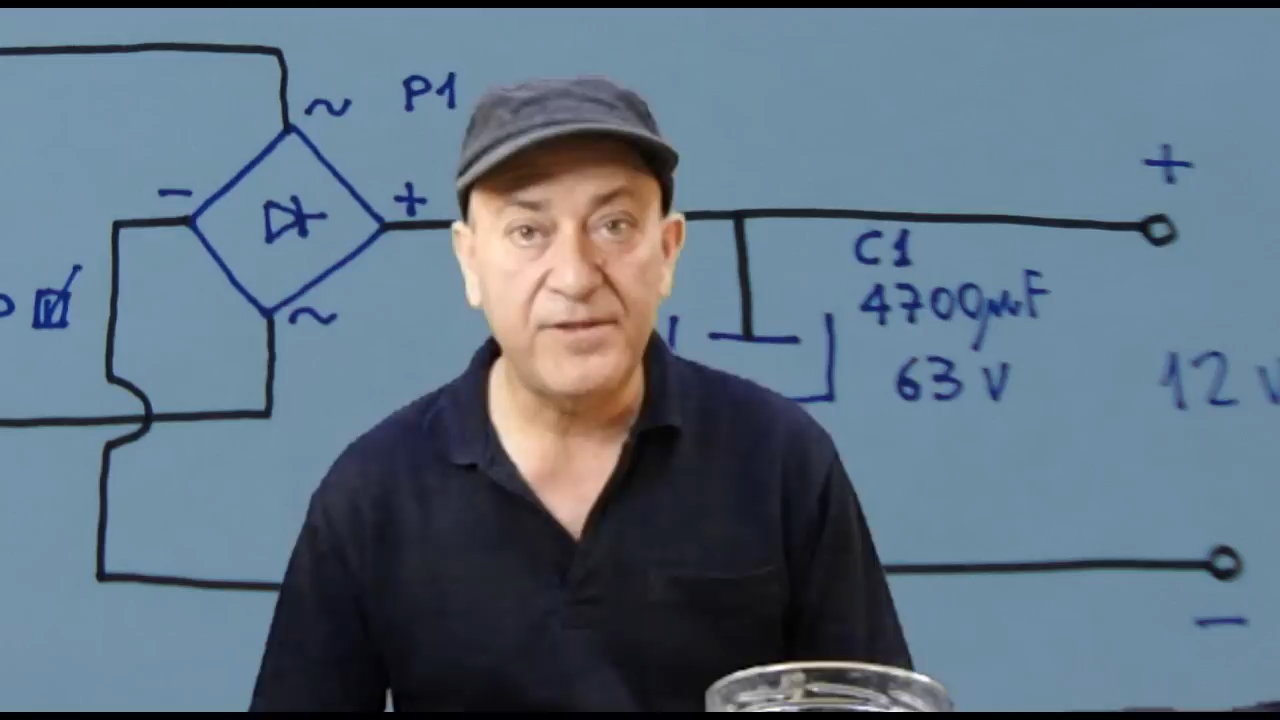 ~ P1
- +
+
~
C1
4700µF
63 V
12 V
-